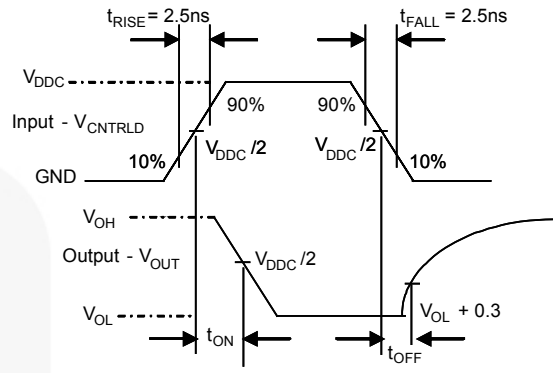 tRISE = 2.5ns
tFALL = 2.5ns
VDDC
90%
90%
Input - VCNTRLD
VDDC /2
VDDC /2
10%
10%
GND
VOH
Output - VOUT
VDDC /2
VOL + 0.3
VOL
tON
tOFF